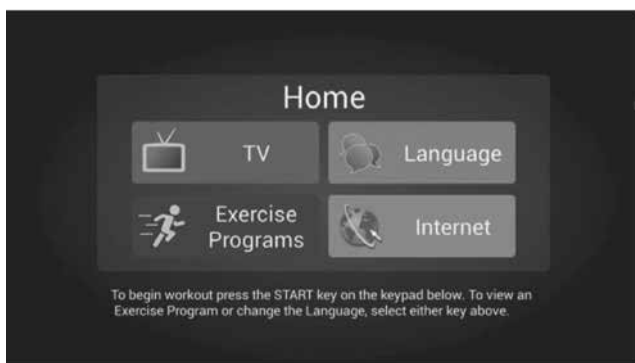 Home
TV
Language
Exercise
Programs
Internet
To begin workout press the START key on the keypad below. To view an
Exercise Program or change the Language, select either key above.